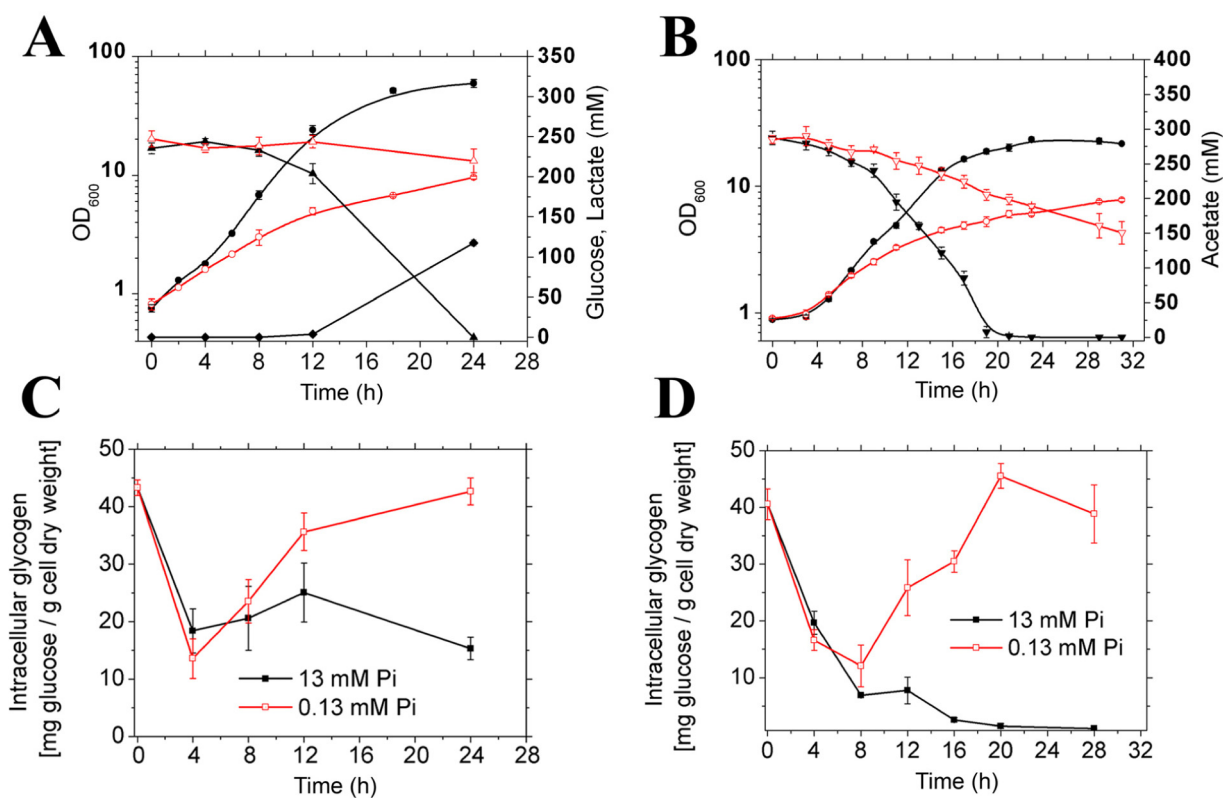 A
100
10
1
OD600
350
300
250
200
150
100
50
0
Glucose, Lactate (mM)
0 4 8 12 16 20 24 28
Time (h)
B
100
10
1
OD600
400
350
300
250
200
150
100
50
0
Acetate (mM)
0 4 8 12 16 20 24 28 32
Time (h)
C
50
40
30
20
10
0
Intracellular glycogen
[mg glucose / g cell dry weight]
13 mM Pi
0.13 mM Pi
0 4 8 12 16 20 24 28
Time (h)
D
50
40
30
20
10
Intracellular glycogen
[mg glucose / g cell dry weight]
13 mM Pi
0.13 mM Pi
0 4 8 12 16 20 24 28 32
Time (h)